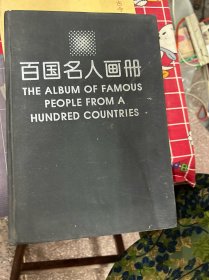 百国名人画册
THE ALBUM OF FAMOUS
PEOPLE FROM A
HUNDRED COUNTRIES